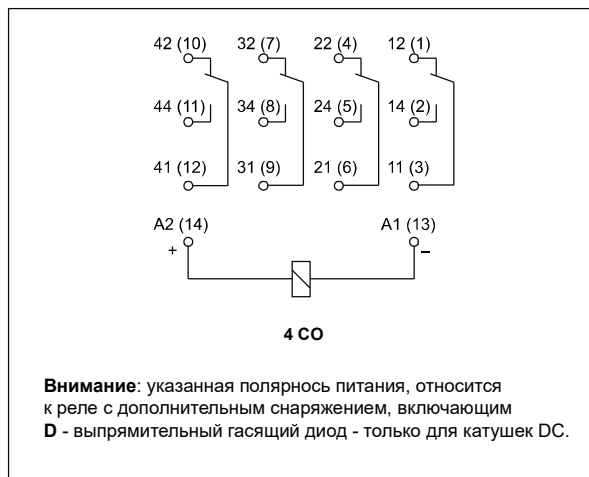 42 (10) 32 (7) 22 (4) 12 (1)
44 (11) 34 (8) 24 (5) 14 (2)
41 (12) 31 (9) 21 (6) 11 (3)
A2 (14) A1 (13)
+ –
4 CO
Внимание: указанная полярнось питания, относится
к реле с дополнительным снаряжением, включающим
D - выпрямительный гасящий диод - только для катушек DC.